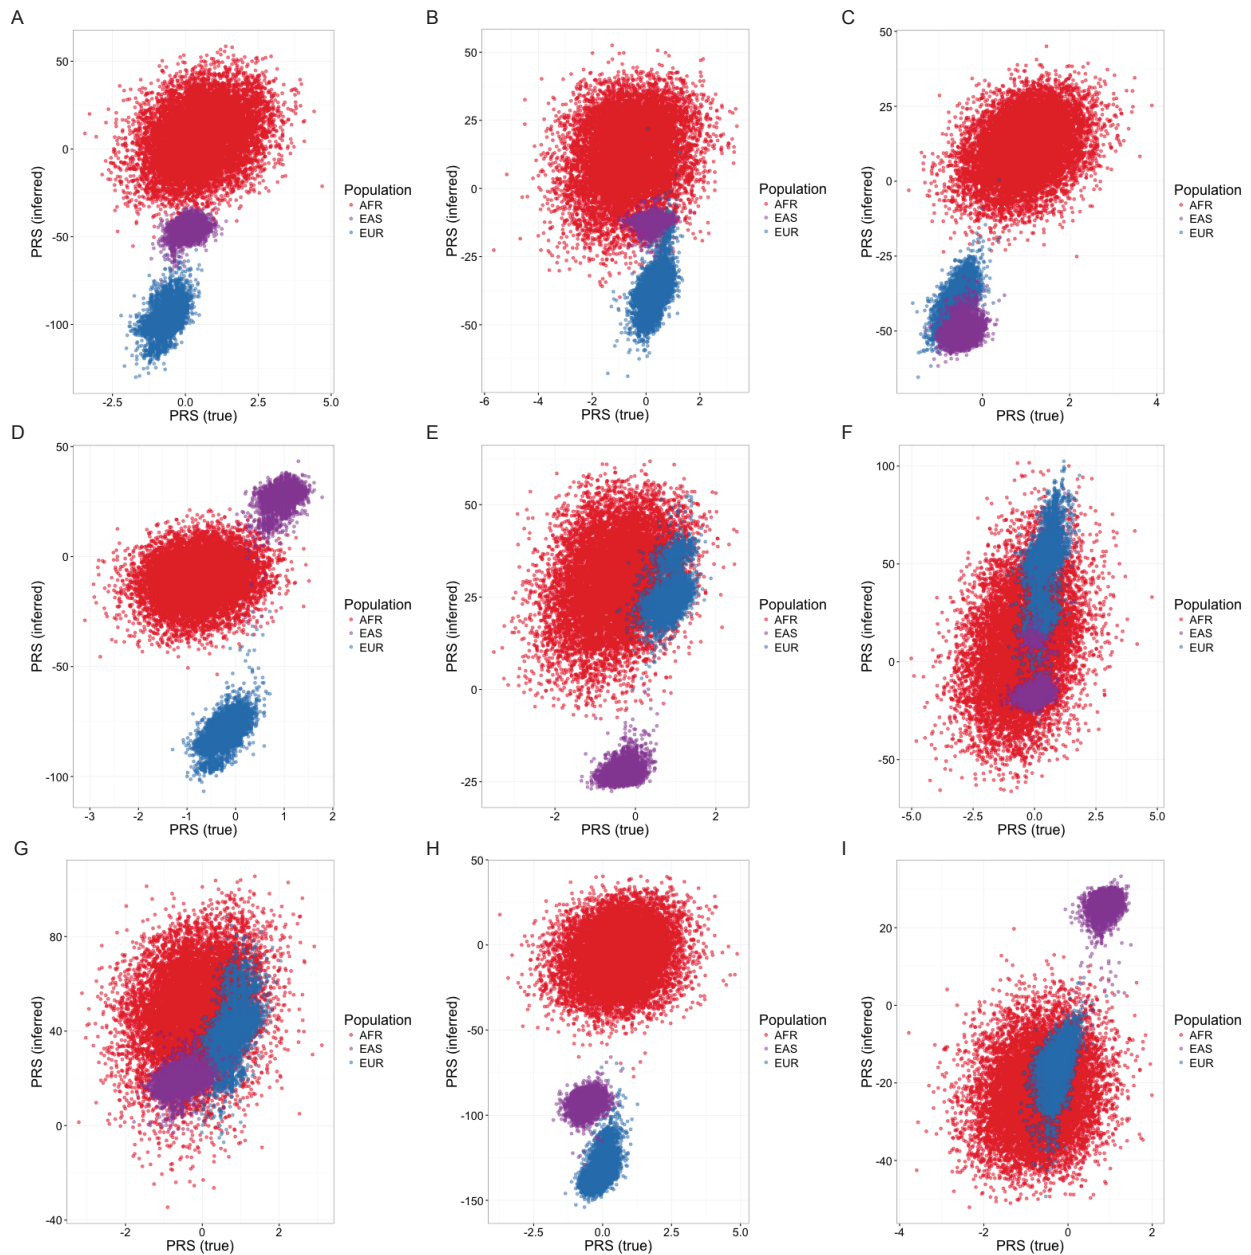 A
PRS (inferred)
50
0
-50
-100
-2.5
0.0
2.5
5.0
PRS (true)
Population
AFR
EAS
EUR
B
PRS (inferred)
50
25
0
-25
-50
-6
-4
-2
0
2
PRS (true)
Population
AFR
EAS
EUR
C
PRS (inferred)
50
25
0
-25
-50
0
2
4
PRS (true)
Population
AFR
EAS
EUR
D
PRS (inferred)
50
0
-50
-100
-3
-2
-1
0
1
2
PRS (true)
Population
AFR
EAS
EUR
E
PRS (inferred)
50
25
0
-25
-2
0
2
PRS (true)
Population
AFR
EAS
EUR
F
PRS (inferred)
100
50
0
-50
-5.0
-2.5
0.0
2.5
5.0
PRS (true)
Population
AFR
EAS
EUR
G
PRS (inferred)
80
40
0
-40
-2
0
2
PRS (true)
Population
AFR
EAS
EUR
H
PRS (inferred)
50
0
-50
-100
-150
-2.5
0.0
2.5
5.0
PRS (true)
Population
AFR
EAS
EUR
I
PRS (inferred)
20
0
-20
-40
-4
-2
0
2
PRS (true)
Population
AFR
EAS
EUR